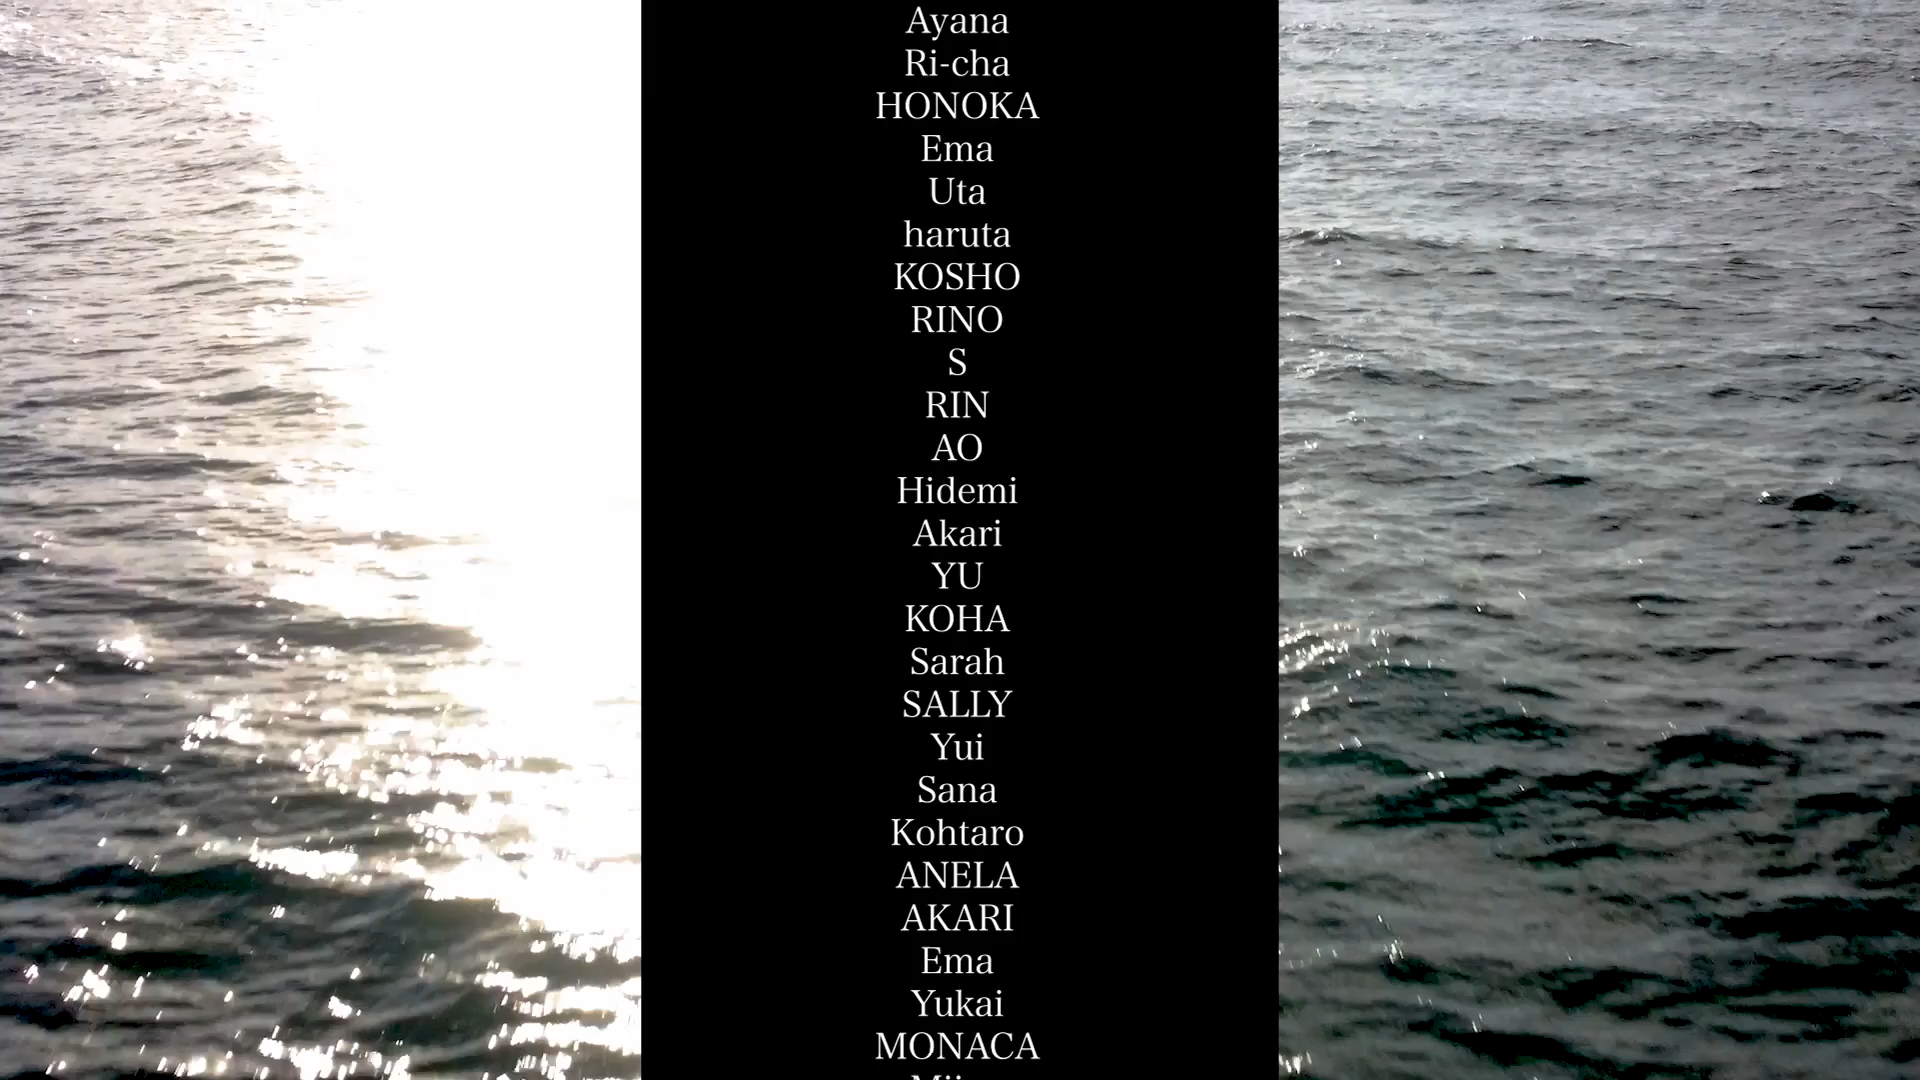 Ayana
Ri-cha
HONOKA
Ema
Uta
haruta
KOSHO
RINO
S
RIN
AO
Hidemi
Akari
YU
KOHA
Sarah
SALLY
Yui
Sana
Kohtaro
ANELA
AKARI
Ema
Yukai
MONACA